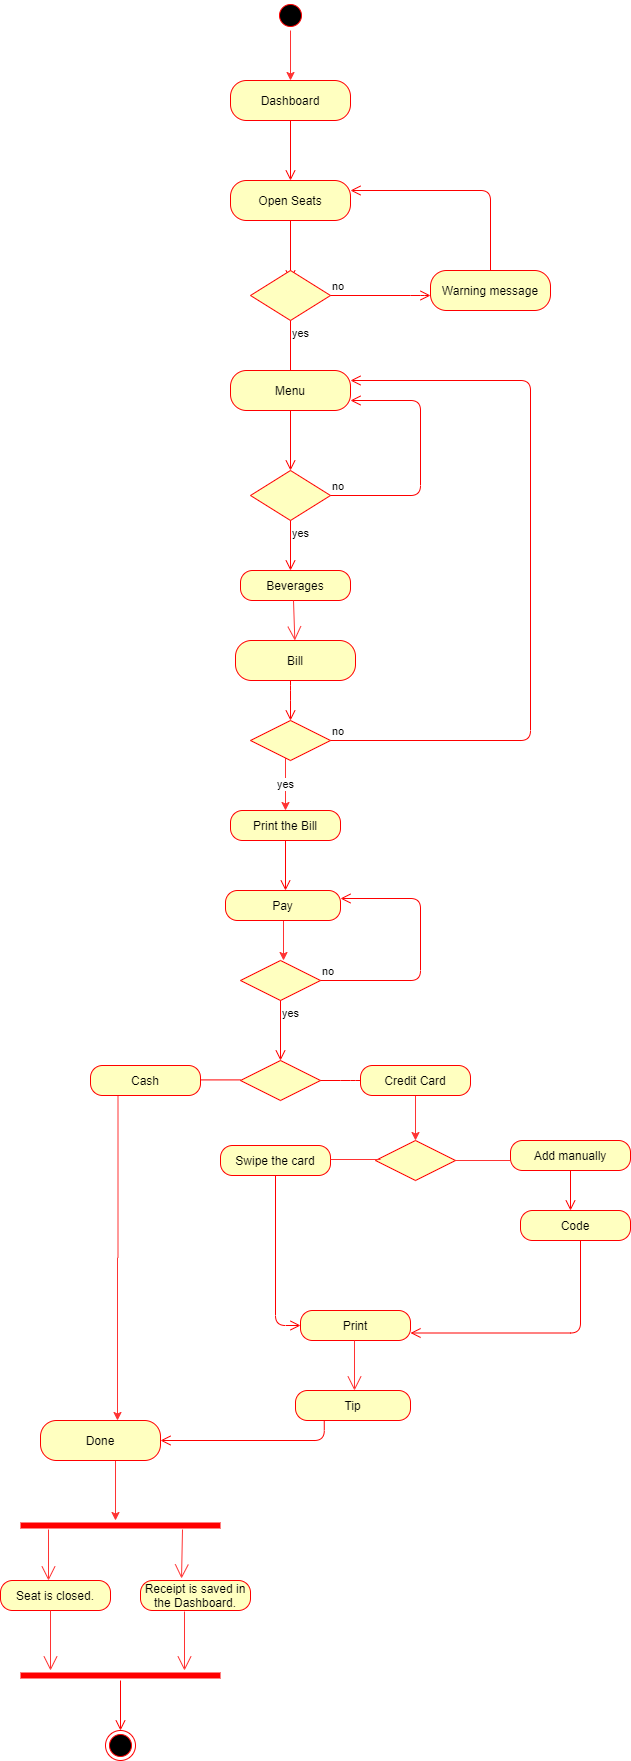 Dashboard
Open Seats
no
Warning message
yes
Menu
no
yes
Beverages
Bill
no
yes
Print the Bill
Pay
no
yes
Cash
Credit Card
Swipe the card
Add manually
Code
Print
Tip
Done
Seat is closed.
Receipt is saved in
the Dashboard.